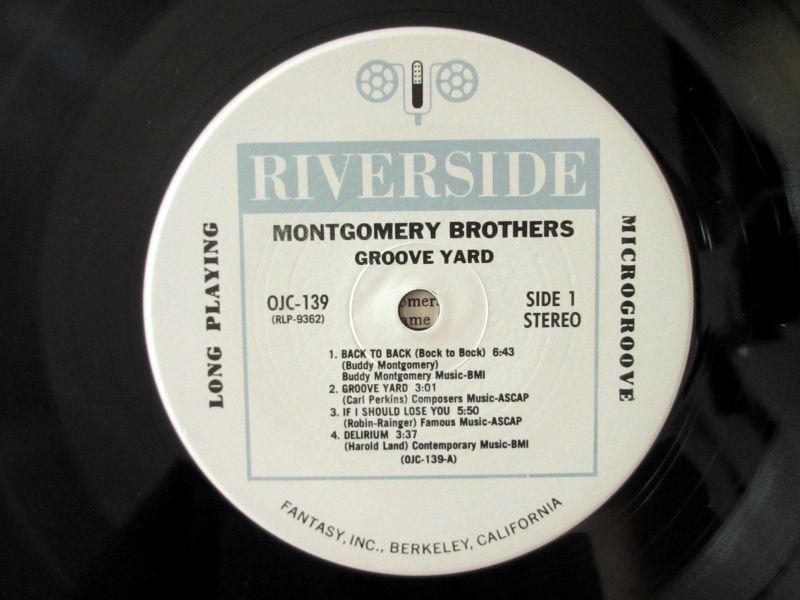 RIVERSIDE
MONTGOMERY BROTHERS
GROOVE YARD
LONG PLAYING
MICROGROOVE
OJC-139
(RLP-9362)
SIDE 1
STEREO
ame
1. BACK TO BACK (Bock to Bock) 6:43
(Buddy Montgomery)
Buddy Montgomery Music-BMI
2. GROOVE YARD 3:01
(Carl Perkins) Composers Music-ASCAP
3. IF I SHOULD LOSE YOU 5:50
(Robin-Rainger) Famous Music-ASCAP
4. DELIRIUM 3:37
(Harold Land) Contemporary Music-BMI
(OJC-139-A)
FANTASY, INC., BERKELEY, CALIFORNIA